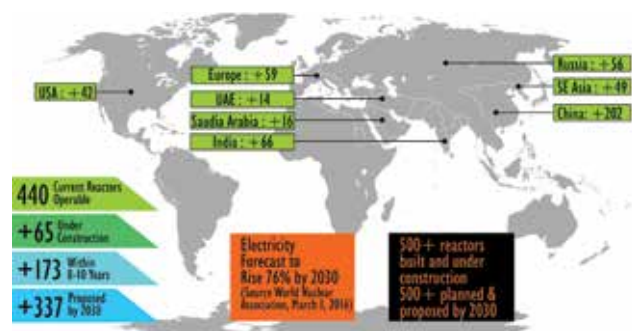 USA : +42
Europe : +59
UAE : +14
Saudia Arabia : +16
India : +66
Russia : +56
SE Asia : +49
China: +202
440 Current Reactors
Operable
+65 Under
Construction
+173 Within
8-10 Years
+337 Proposed
by 2030
Electricity
Forecast to
Rise 76% by 2030
(Source World Nuclear
Association, March 1, 2016)
500+ reactors
built and under
construction
500+ planned &
proposed by 2030